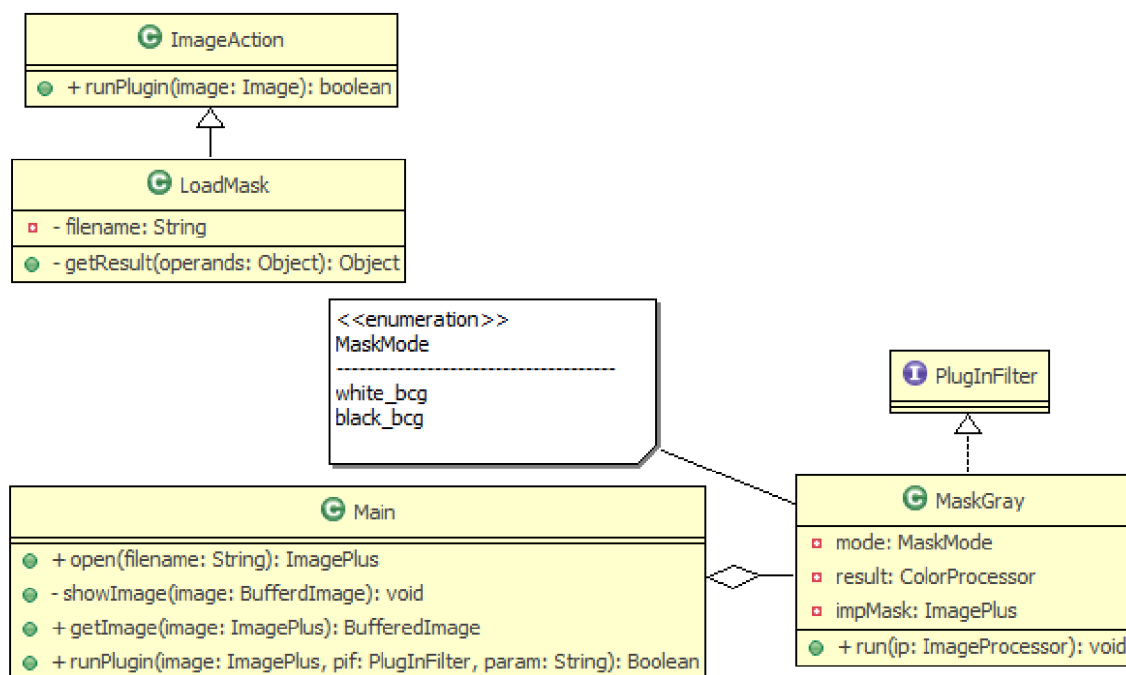 C ImageAction
+ runPlugin(image: Image): boolean
C LoadMask
- filename: String
- getResult(operands: Object): Object
<<enumeration>>
MaskMode
------------------------------------
white_bcg
black_bcg
I PlugInFilter
C MaskGray
mode: MaskMode
result: ColorProcessor
impMask: ImagePlus
+ run(ip: ImageProcessor): void
C Main
+ open(filename: String): ImagePlus
- showImage(image: BufferdImage): void
+ getImage(image: ImagePlus): BufferedImage
+ runPlugin(image: ImagePlus, pif: PlugInFilter, param: String): Boolean